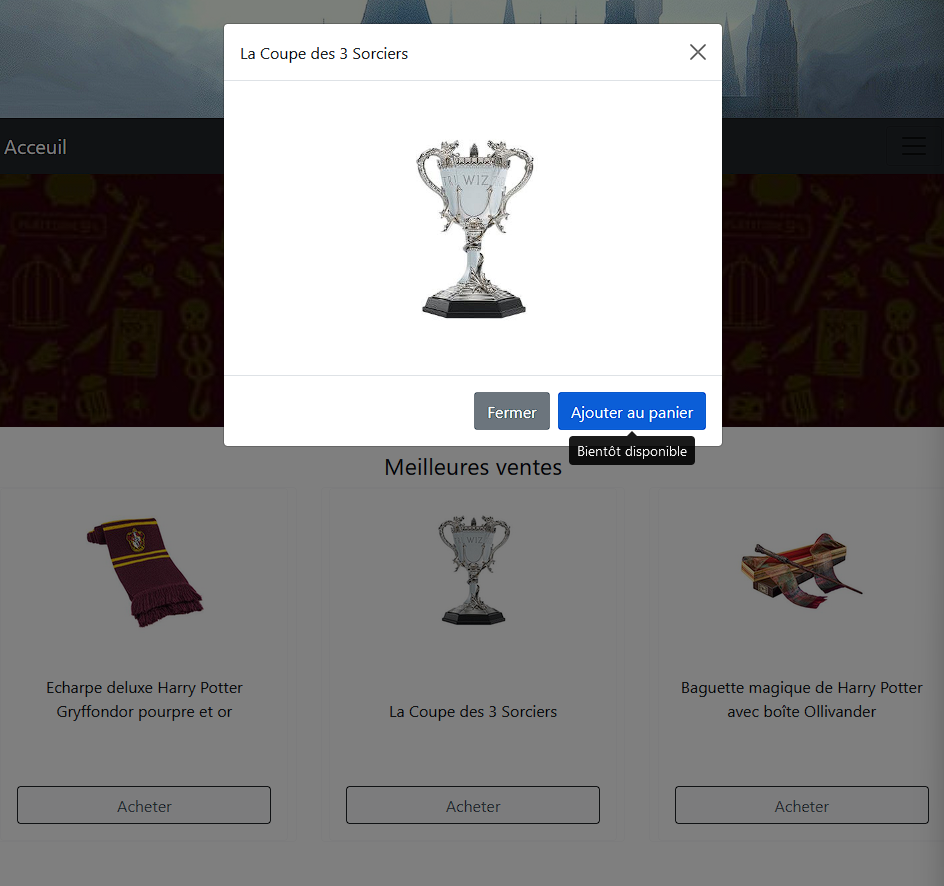 La Coupe des 3 Sorciers
Acceuil
WIZ
Fermer
Ajouter au panier
Bientôt disponible
Meilleures ventes
WIZ
Echarpe deluxe Harry Potter
Gryffondor pourpre et or
La Coupe des 3 Sorciers
Baguette magique de Harry Potter
avec boîte Ollivander
Acheter
Acheter
Acheter